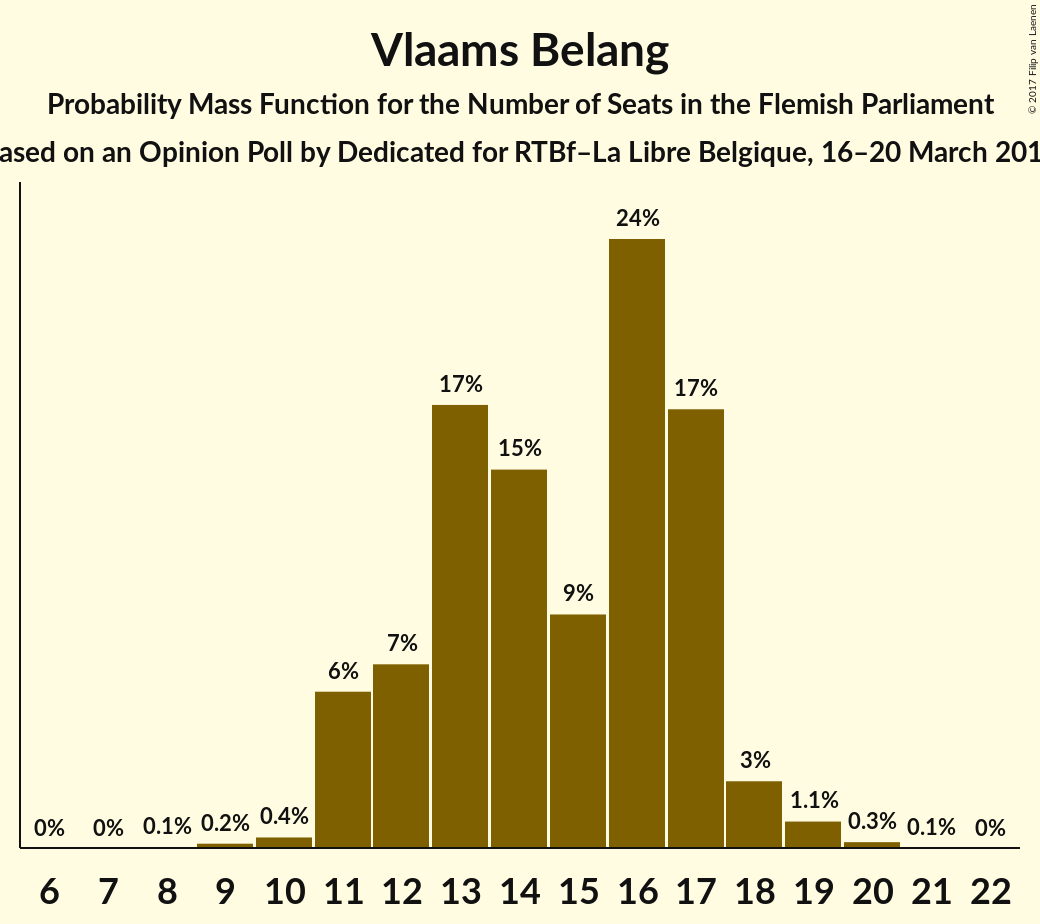 Vlaams Belang
Probability Mass Function for the Number of Seats in the Flemish Parliament
ased on an Opinion Poll by Dedicated for RTBf–La Libre Belgique, 16–20 March 201
© 2017 Filip van Laenen
24%
17%
17%
15%
9%
7%
6%
3%
1.1%
0% 0% 0.1% 0.2% 0.4% 0.3% 0.1% 0%
6 7 8 9 10 11 12 13 14 15 16 17 18 19 20 21 22